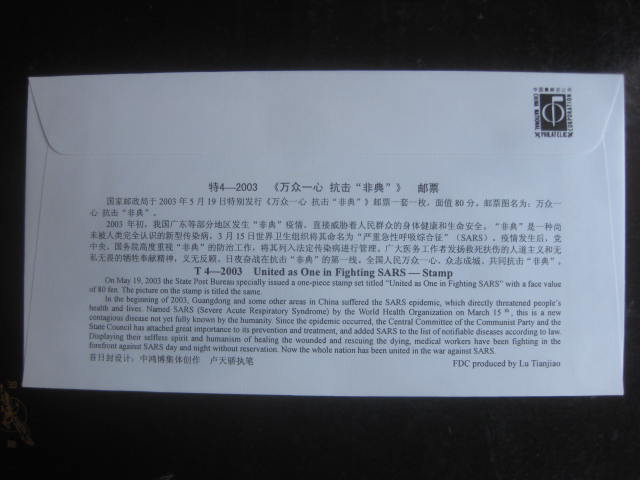 中国集邮总公司
CHINA NATIONAL PHILATELIC CORPORATION
特4—2003 《万众一心 抗击“非典”》 邮票
国家邮政局于 2003 年 5 月 19 日特别发行《万众一心 抗击“非典”》邮票一套一枚，面值 80 分。邮票图名为：万众一
心 抗击“非典”。
2003 年初，我国广东等部分地区发生“非典”疫情，直接威胁着人民群众的身体健康和生命安全。“非典”是一种尚
未被人类完全认识的新型传染病，3 月 15 日世界卫生组织将其命名为“严重急性呼吸综合征”（SARS）。疫情发生后，党
中央、国务院高度重视“非典”的防治工作，将其列入法定传染病进行管理。广大医务工作者发扬救死扶伤的人道主义和无
私无畏的牺牲奉献精神，义无反顾、日夜奋战在抗击“非典”的第一线。全国人民万众一心、众志成城、共同抗击“非典”。
T 4—2003 United as One in Fighting SARS — Stamp
On May 19, 2003 the State Post Bureau specially issued a one-piece stamp set titled “United as One in Fighting SARS” with a face value
of 80 fen. The picture on the stamp is titled the same.
In the beginning of 2003, Guangdong and some other areas in China suffered the SARS epidemic, which directly threatened people’s
health and lives. Named SARS (Severe Acute Respiratory Syndrome) by the World Health Organization on March 15 th, this is a new
contagious disease not yet fully known by the humanity. Since the epidemic occurred, the Central Committee of the Communist Party and the
State Council has attached great importance to its prevention and treatment, and added SARS to the list of notifiable diseases according to law.
Displaying their selfless spirit and humanism of healing the wounded and rescuing the dying, medical workers have been fighting in the
forefront against SARS day and night without reservation. Now the whole nation has been united in the war against SARS.
首日封设计：中鸿博集体创作 卢天骄执笔
FDC produced by Lu Tianjiao